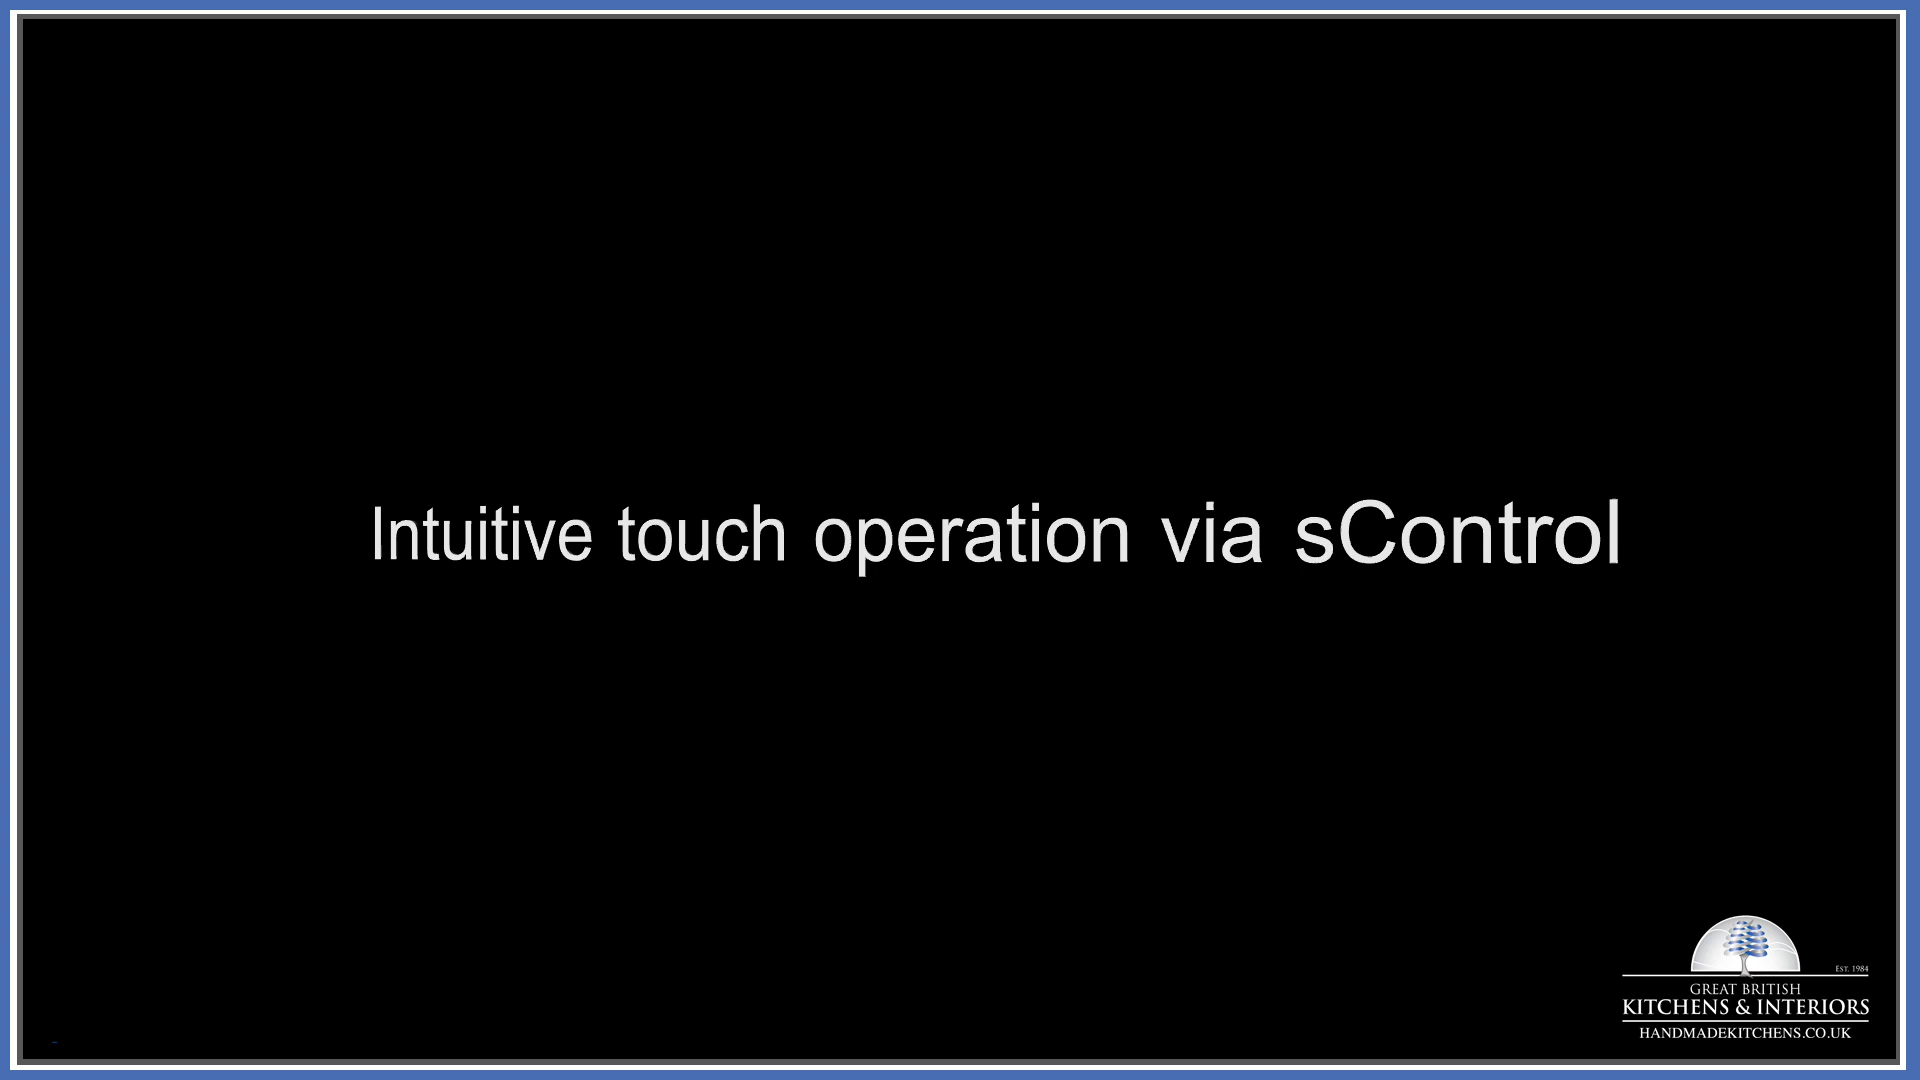 Intuitive touch operation via sControl
EST. 1984
GREAT BRITISH
KITCHENS & INTERIORS
HANDMADEKITCHENS.CO.UK